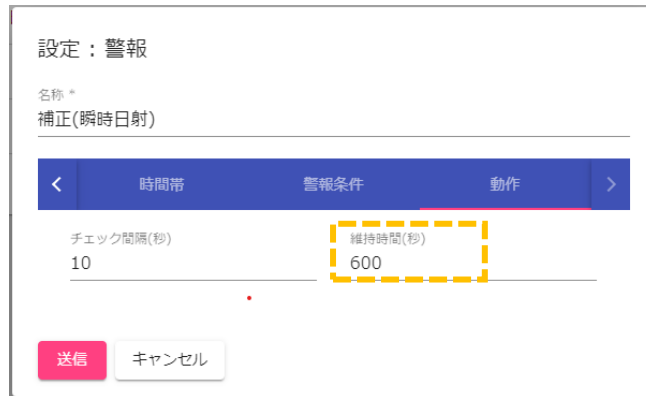 設定：警報
名称 *
補正(瞬時日射)
時間帯 警報条件 動作
チェック間隔(秒) 維持時間(秒)
10 600
送信 キャンセル